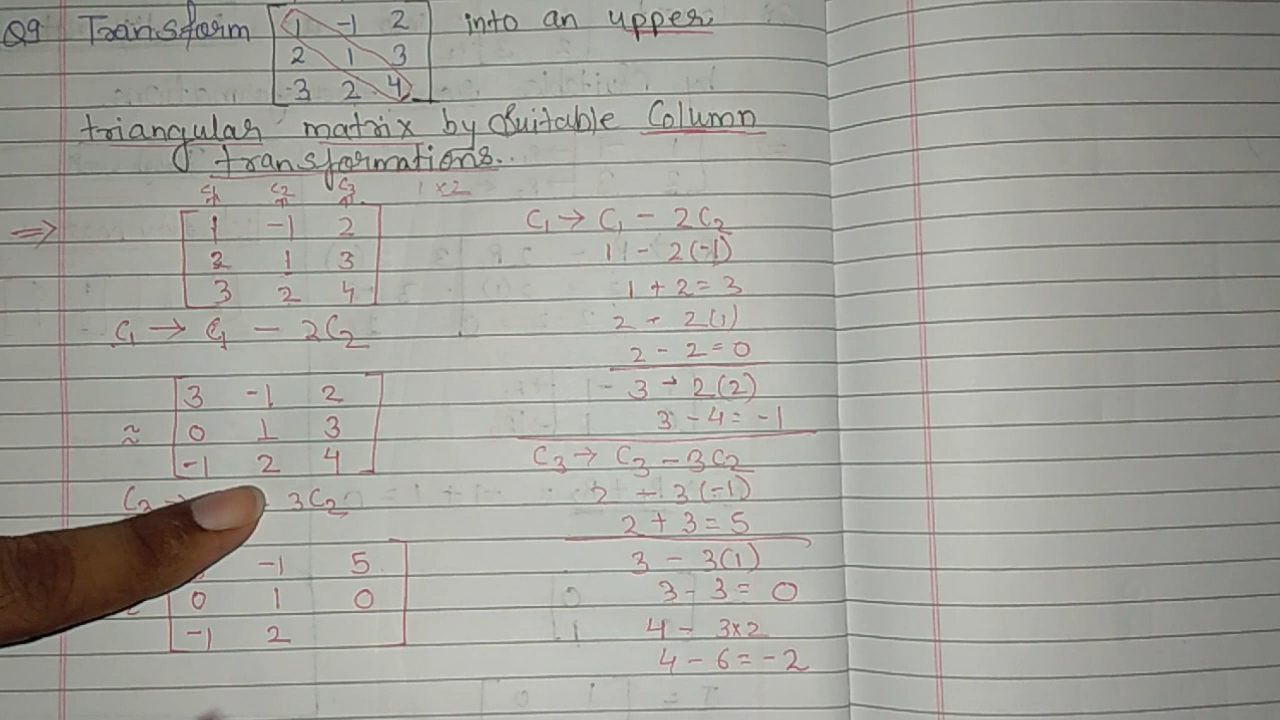 Q9 Transform [1 -1 2 into an upper.
2 1 3
3 2 4]
triangular matrix by Suitable Column
transformations.
C1 C2 C3 1×2
⇒ [1 -1 2
2 1 3
3 2 4]
C1 → C1 - 2C2
≈ [3 -1 2
0 1 3
-1 2 4]
3C2
-1 5
0 1 0
-1 2
C1 → C1 - 2C2
1 - 2(-1)
1 + 2 = 3
2 - 2(1)
2 - 2 = 0
3 - 2(2)
3 - 4 = -1
C3 → C3 - 3C2
2 - 3(-1)
2 + 3 = 5
3 - 3(1)
3 - 3 = 0
4 - 3×2
4 - 6 = -2